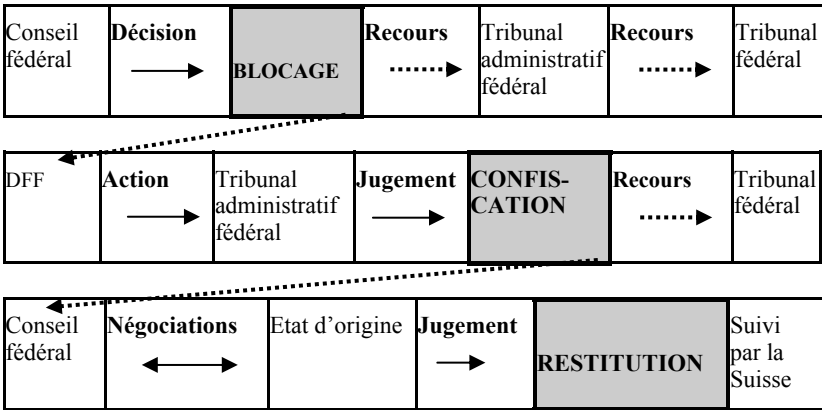 Conseil fédéral
Décision
BLOCAGE
Recours
Tribunal administratif fédéral
Recours
Tribunal fédéral
DFF
Action
Tribunal administratif fédéral
Jugement
CONFIS-
CATION
Recours
Tribunal fédéral
Conseil fédéral
Négociations
Etat d’origine
Jugement
RESTITUTION
Suivi par la Suisse